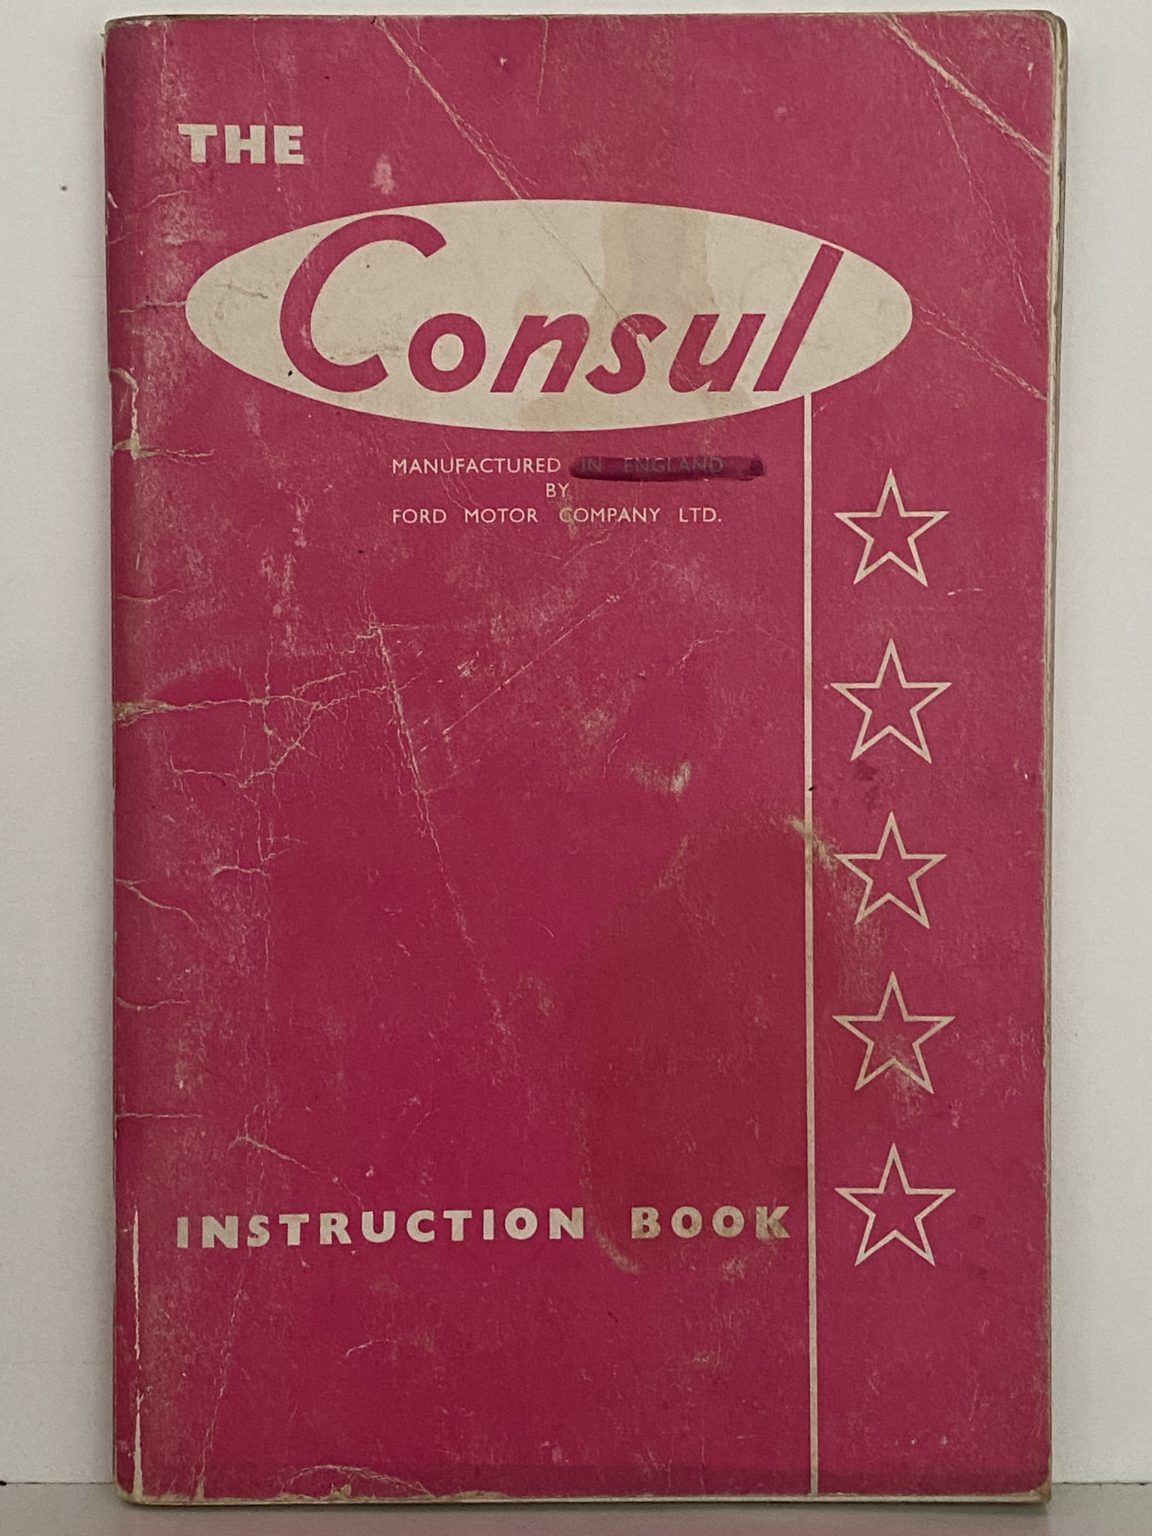 THE
Consul
MANUFACTURED IN ENGLAND
BY
FORD MOTOR COMPANY LTD.
INSTRUCTION BOOK